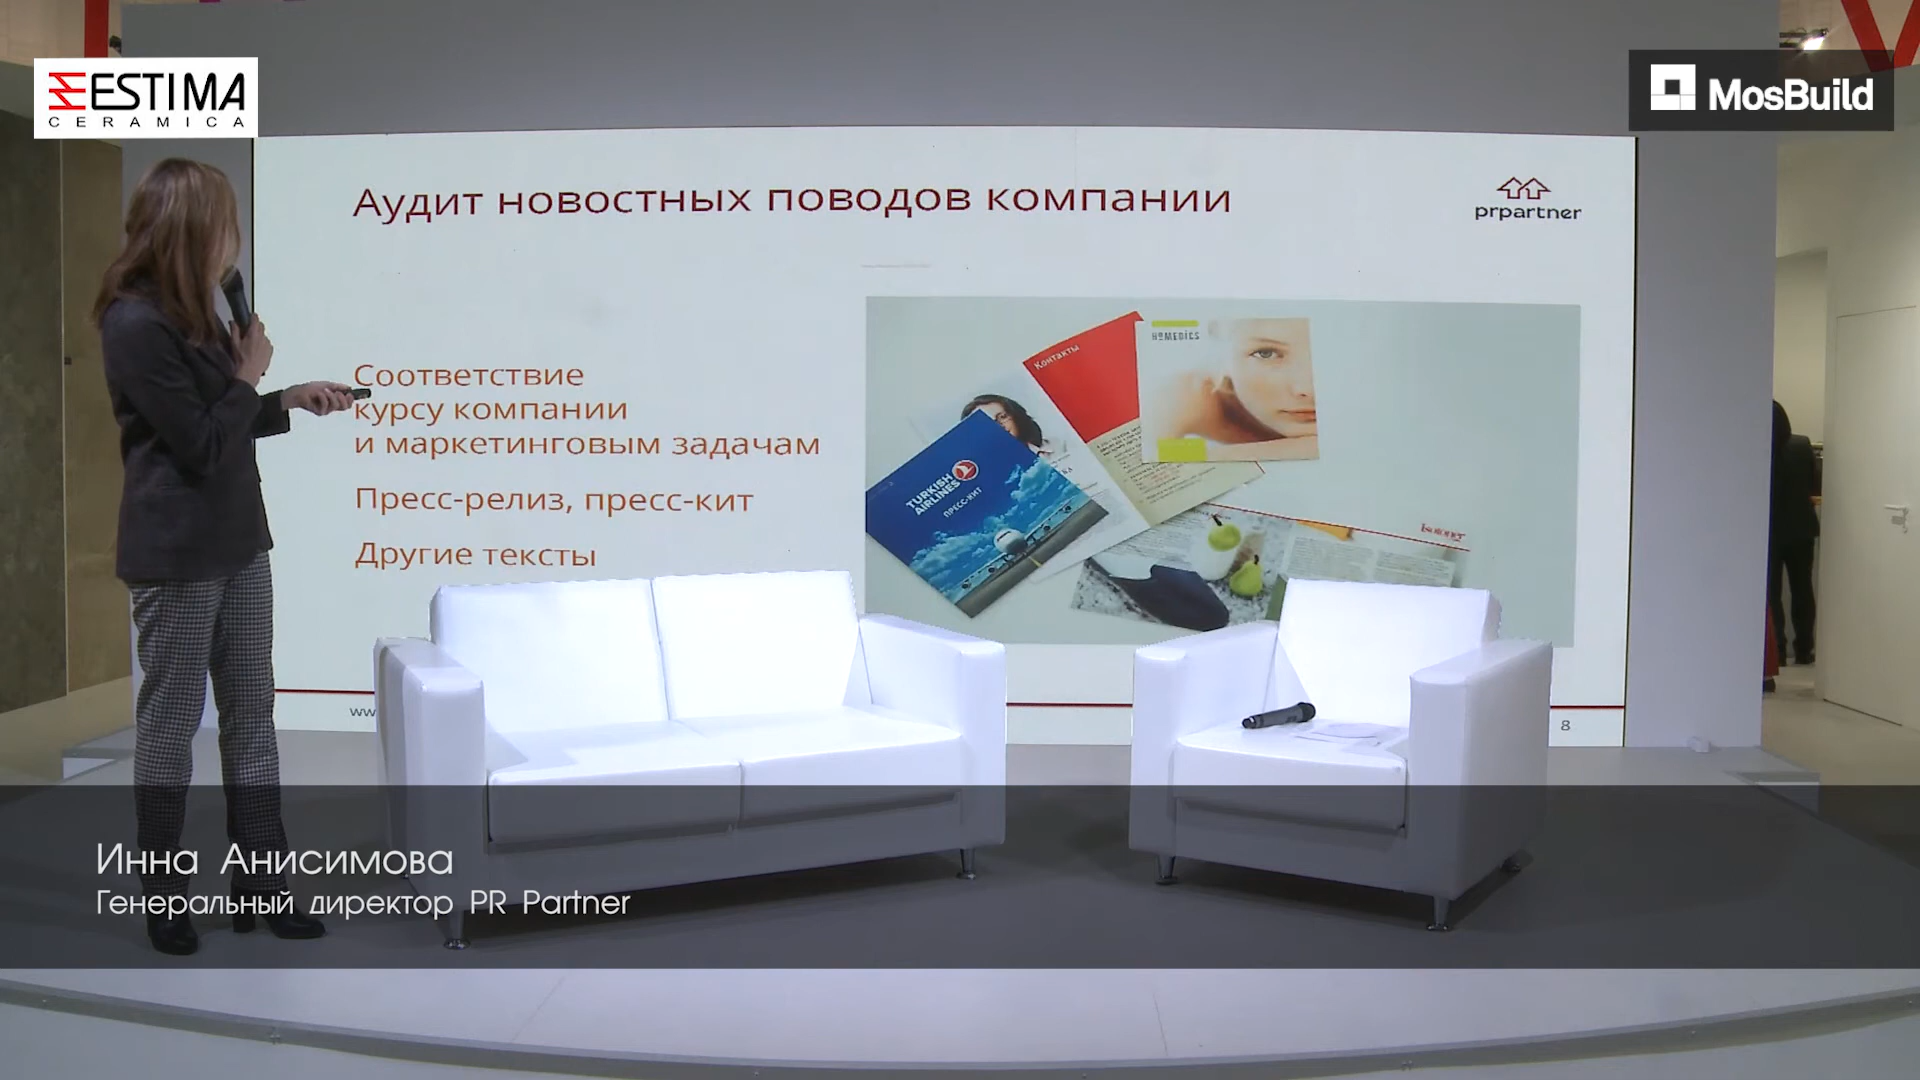 ESTIMA
CERAMICA
MosBuild
Аудит новостных поводов компании
prpartner
Соответствие
курсу компании
и маркетинговым задачам
Пресс-релиз, пресс-кит
Другие тексты
Контакты
HOMEDICS
TURKISH
AIRLINES
ПРЕСС-КИТ
ww
8
Инна Анисимова
Генеральный директор PR Partner